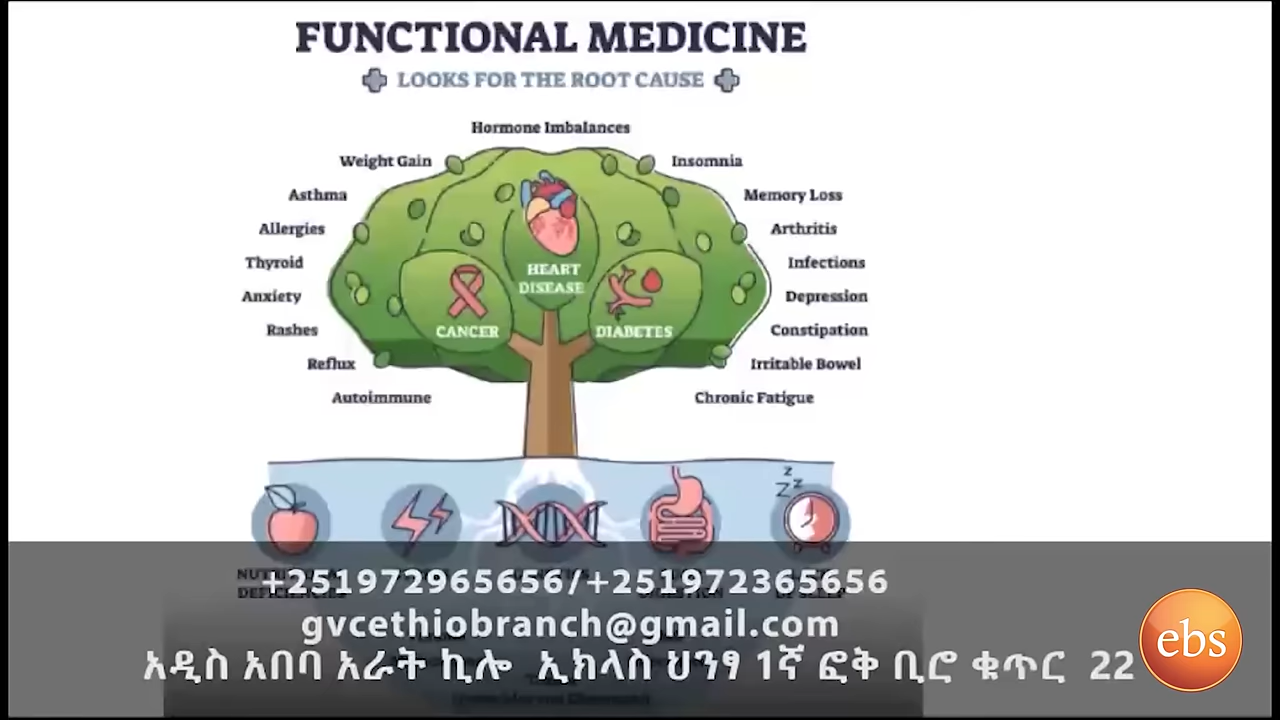 FUNCTIONAL MEDICINE
LOOKS FOR THE ROOT CAUSE
Hormone Imbalances
Weight Gain
Insomnia
Asthma
Memory Loss
Allergies
Arthritis
Thyroid
Infections
Anxiety
Depression
Rashes
Constipation
Reflux
Irritable Bowel
Autoimmune
Chronic Fatigue
HEART
DISEASE
CANCER
DIABETES
Z
Z
Z
+251972965656/+251972365656
gvcethiobranch@gmail.com
አዲስ አበባ አራት ኪሎ ኢክላስ ህንፃ 1ኛ ፎቅ ቢሮ ቁጥር 22
ebs